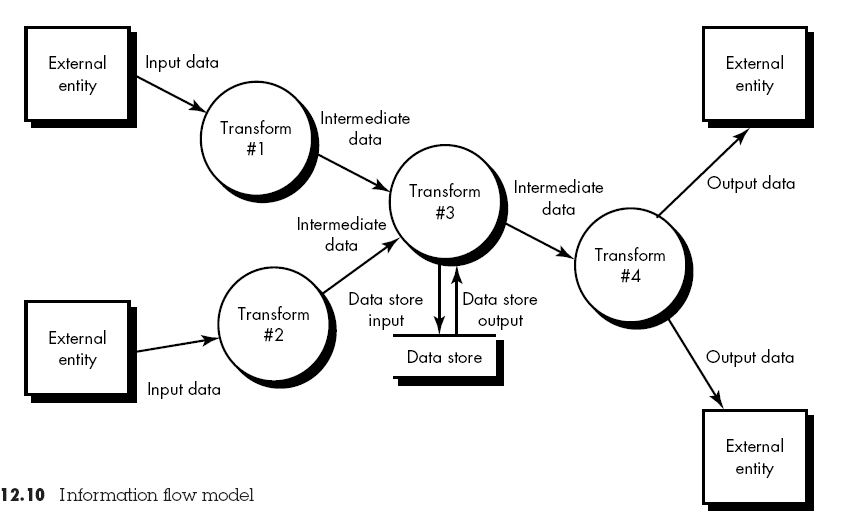 External
entity
Input data
Transform
#1
Intermediate
data
External
entity
Output data
Transform
#3
Intermediate
data
Intermediate
data
Transform
#4
Data store
input
Data store
output
Transform
#2
External
entity
Input data
Data store
Output data
External
entity
12.10 Information flow model